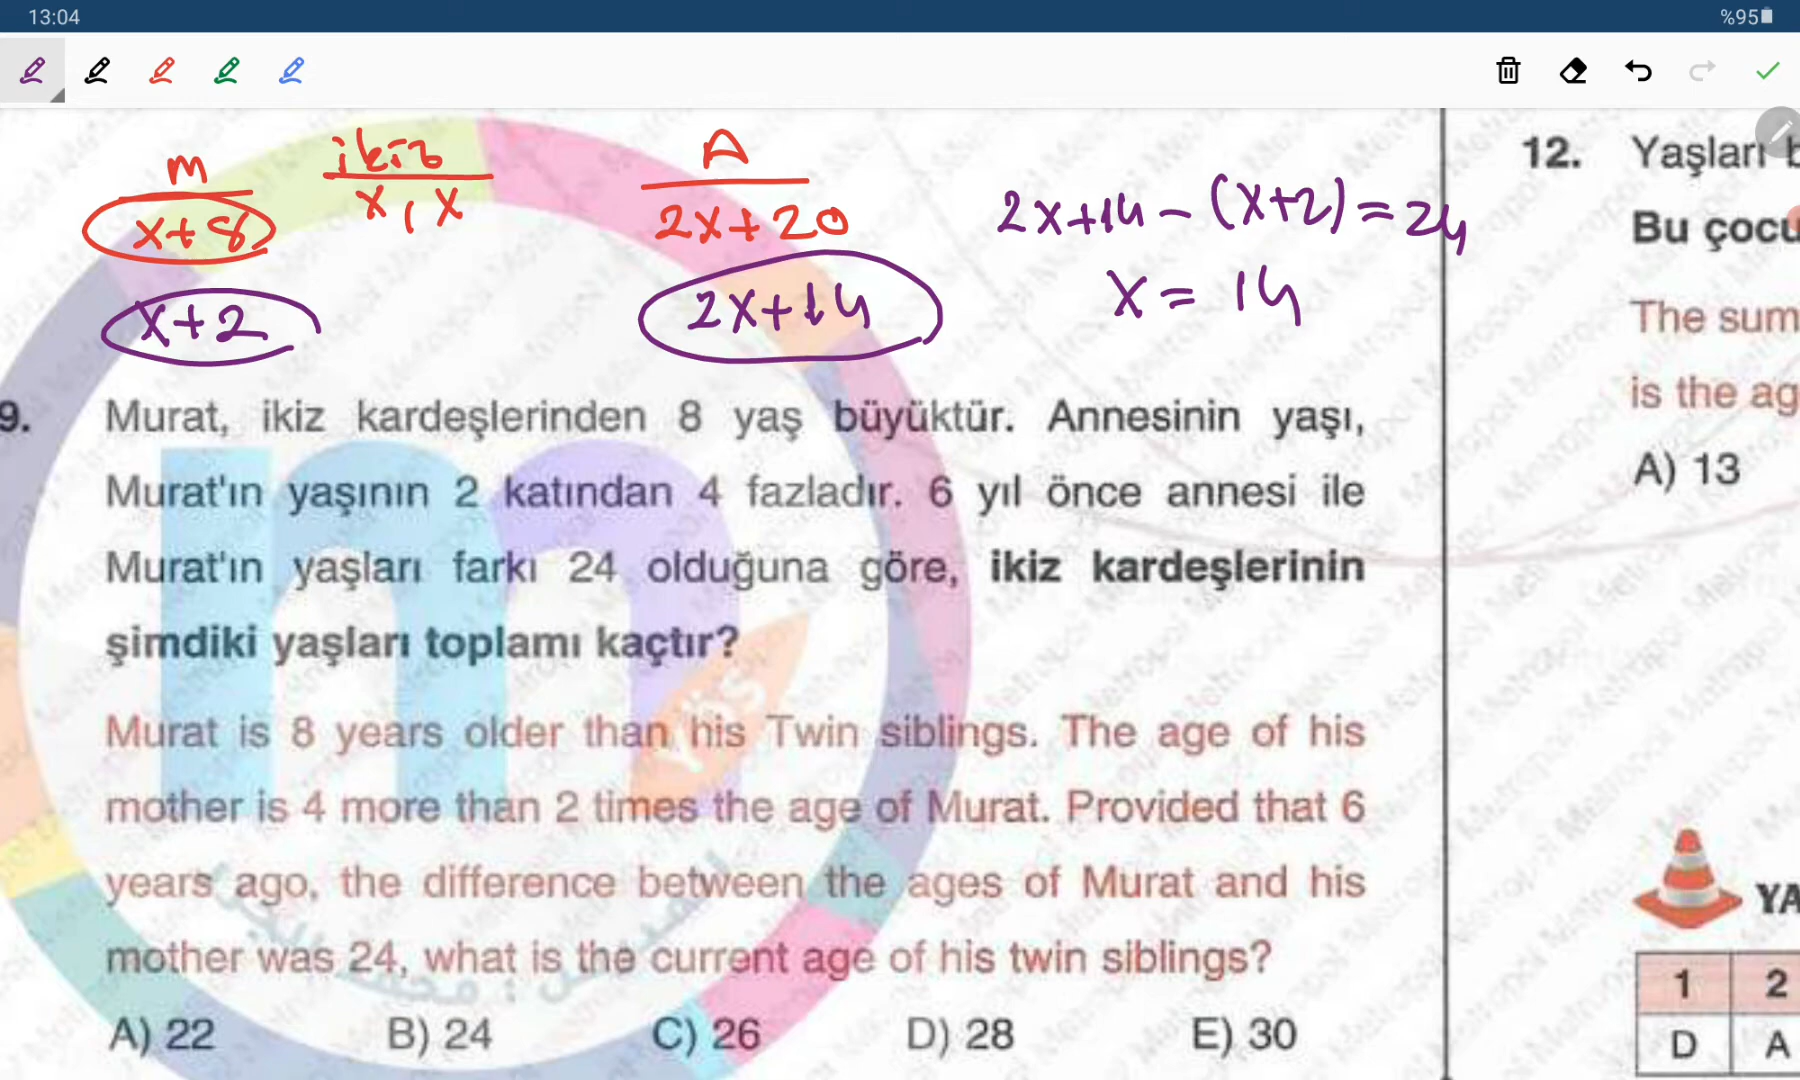 13:04
%95
M ikiz A
x+8 x, x 2x+20
x+2 2x+14
2x+14 - (x+2) = 24
x = 14
9. Murat, ikiz kardeşlerinden 8 yaş büyüktür. Annesinin yaşı,
Murat'ın yaşının 2 katından 4 fazladır. 6 yıl önce annesi ile
Murat'ın yaşları farkı 24 olduğuna göre, ikiz kardeşlerinin
şimdiki yaşları toplamı kaçtır?
Murat is 8 years older than his Twin siblings. The age of his
mother is 4 more than 2 times the age of Murat. Provided that 6
years ago, the difference between the ages of Murat and his
mother was 24, what is the current age of his twin siblings?
A) 22 B) 24 C) 26 D) 28 E) 30
YÖS
12. Yaşları b
Bu çocu
The sum
is the ag
A) 13
YA
1 2
D A